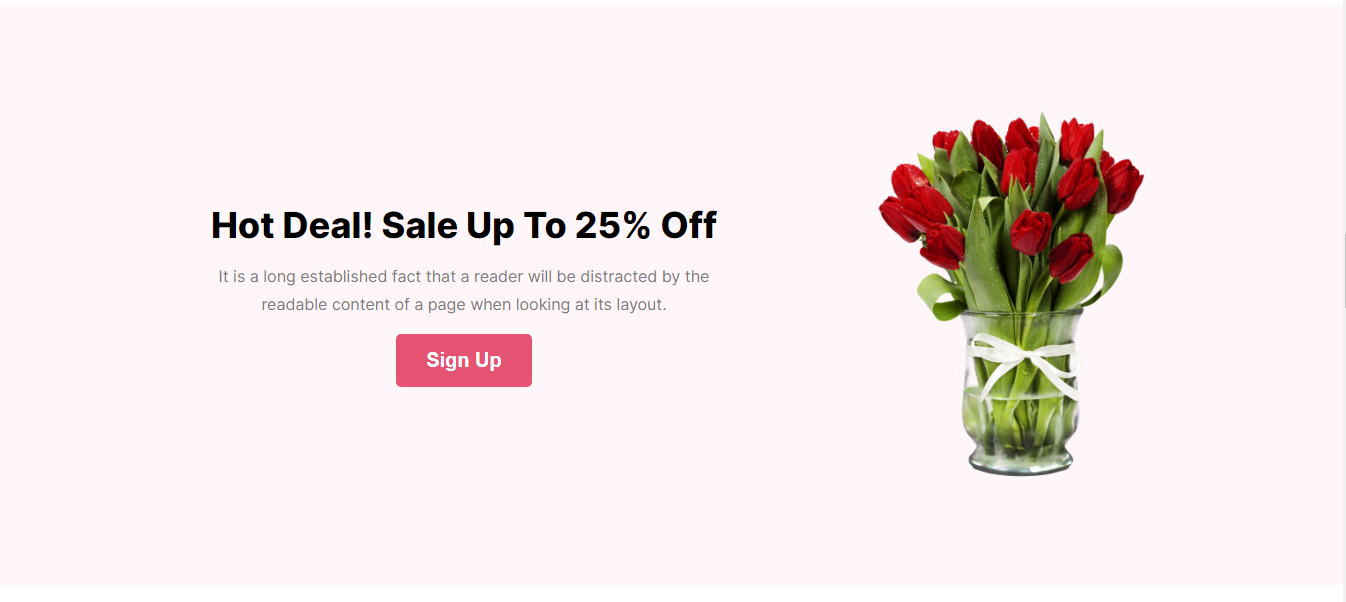 Hot Deal! Sale Up To 25% Off
It is a long established fact that a reader will be distracted by the
readable content of a page when looking at its layout.
Sign Up